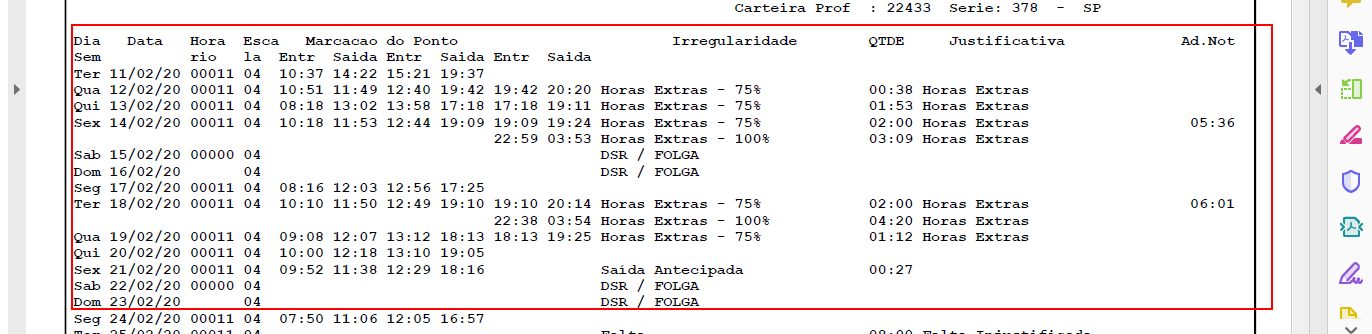 Carteira Prof : 22433 Serie: 378 - SP
Dia Data Hora Esca Marcacao do Ponto Irregularidade QTDE Justificativa Ad.Not
Sem rio la Entr Saida Entr Saida Entr Saida
Ter 11/02/20 00011 04 10:37 14:22 15:21 19:37
Qua 12/02/20 00011 04 10:51 11:49 12:40 19:42 19:42 20:20 Horas Extras - 75% 00:38 Horas Extras
Qui 13/02/20 00011 04 08:18 13:02 13:58 17:18 17:18 19:11 Horas Extras - 75% 01:53 Horas Extras
Sex 14/02/20 00011 04 10:18 11:53 12:44 19:09 19:09 19:24 Horas Extras - 75% 02:00 Horas Extras 05:36
22:59 03:53 Horas Extras - 100% 03:09 Horas Extras
Sab 15/02/20 00000 04 DSR / FOLGA
Dom 16/02/20 04 DSR / FOLGA
Seg 17/02/20 00011 04 08:16 12:03 12:56 17:25
Ter 18/02/20 00011 04 10:10 11:50 12:49 19:10 19:10 20:14 Horas Extras - 75% 02:00 Horas Extras 06:01
22:38 03:54 Horas Extras - 100% 04:20 Horas Extras
Qua 19/02/20 00011 04 09:08 12:07 13:12 18:13 18:13 19:25 Horas Extras - 75% 01:12 Horas Extras
Qui 20/02/20 00011 04 10:00 12:18 13:10 19:05
Sex 21/02/20 00011 04 09:52 11:38 12:29 18:16 Saída Antecipada 00:27
Sab 22/02/20 00000 04 DSR / FOLGA
Dom 23/02/20 04 DSR / FOLGA
Seg 24/02/20 00011 04 07:50 11:06 12:05 16:57
Ter 25/02/20 00011 04 Falta 08:00 Falta Injustificada